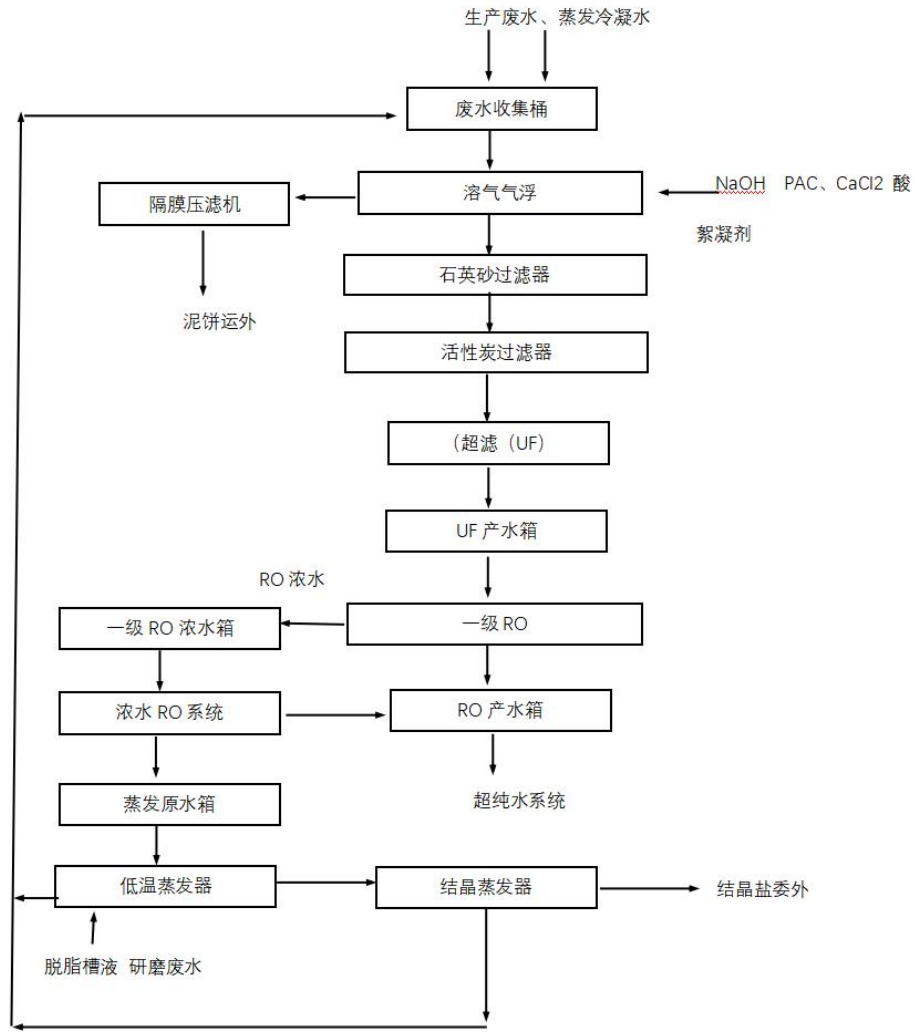 生产废水、蒸发冷凝水
废水收集桶
溶气气浮
NaOH PAC、CaCl2 酸
隔膜压滤机
絮凝剂
石英砂过滤器
泥饼运外
活性炭过滤器
（超滤（UF）
UF 产水箱
RO 浓水
一级 RO 浓水箱
一级 RO
浓水 RO 系统
RO 产水箱
超纯水系统
蒸发原水箱
低温蒸发器
结晶蒸发器
结晶盐委外
脱脂槽液 研磨废水